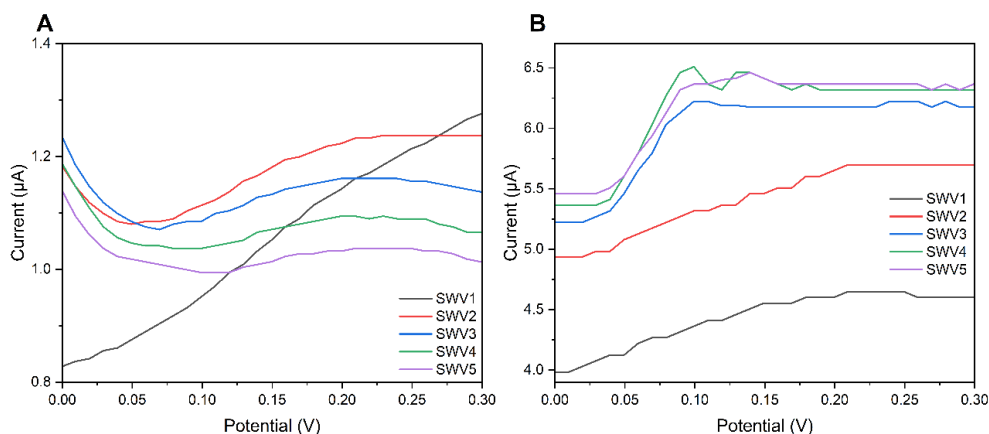 A
1.4
1.2
1.0
0.8
Current (µA)
0.00 0.05 0.10 0.15 0.20 0.25 0.30
Potential (V)
SWV1
SWV2
SWV3
SWV4
SWV5
B
6.5
6.0
5.5
5.0
4.5
4.0
Current (µA)
0.00 0.05 0.10 0.15 0.20 0.25 0.30
Potential (V)
SWV1
SWV2
SWV3
SWV4
SWV5